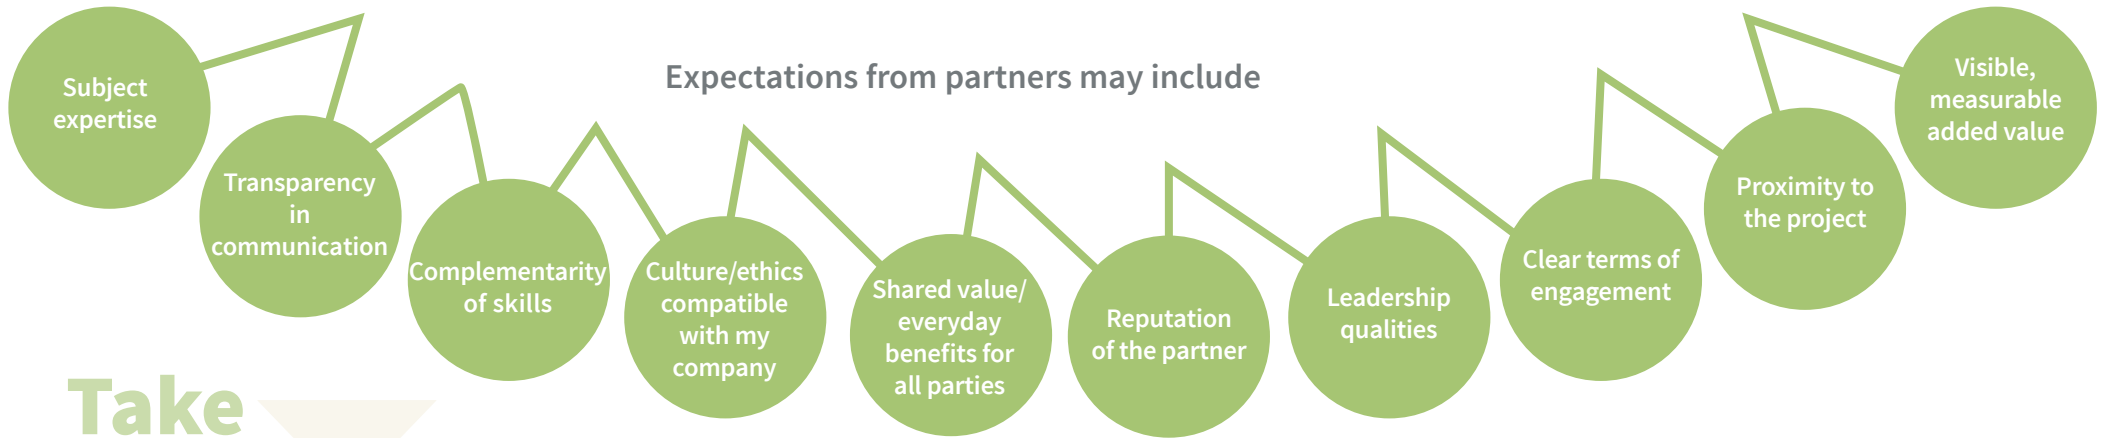 Expectations from partners may include
Subject
expertise
Transparency
in
communication
Complementarity
of skills
Culture/ethics
compatible
with my
company
Shared value/
everyday
benefits for
all parties
Reputation
of the partner
Leadership
qualities
Clear terms of
engagement
Proximity to
the project
Visible,
measurable
added value
Take